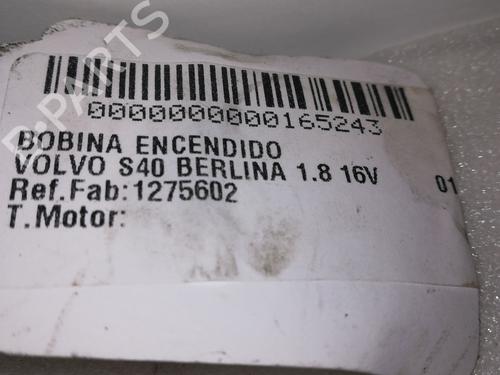 0000000000165243
BOBINA ENCENDIDO
VOLVO S40 BERLINA 1.8 16V 01
Ref.Fab:1275602
T.Motor:
B-PARTS